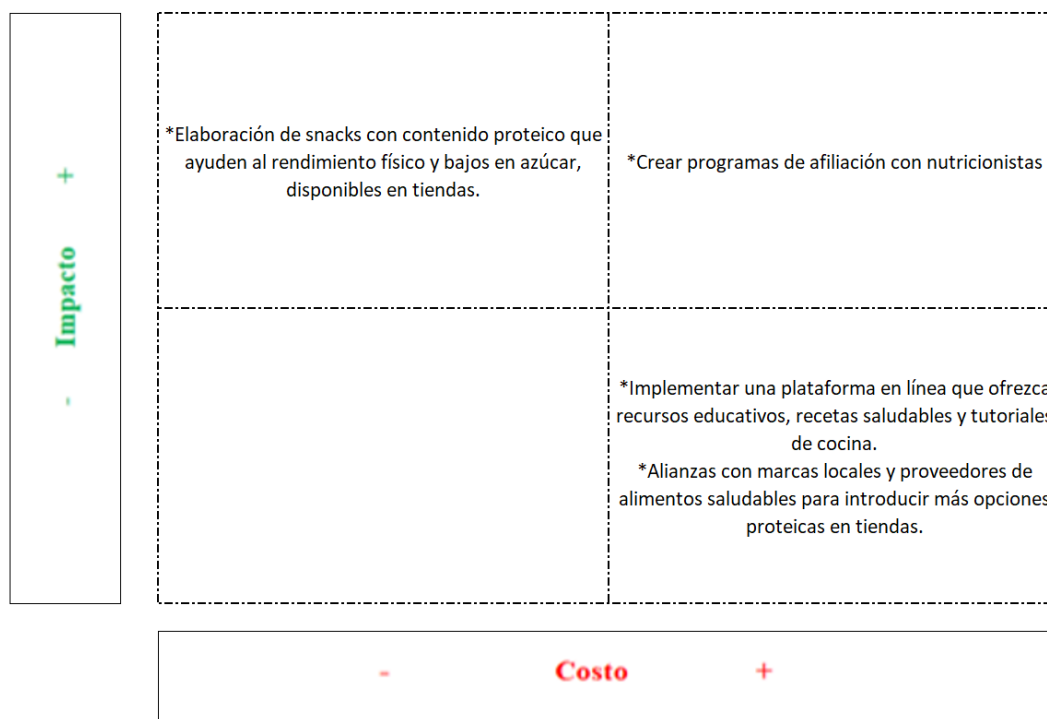 *Elaboración de snacks con contenido proteico que
ayuden al rendimiento físico y bajos en azúcar,
disponibles en tiendas.
*Crear programas de afiliación con nutricionistas
- Impacto +
*Implementar una plataforma en línea que ofrezca
recursos educativos, recetas saludables y tutoriales
de cocina.
*Alianzas con marcas locales y proveedores de
alimentos saludables para introducir más opciones
proteicas en tiendas.
- Costo +